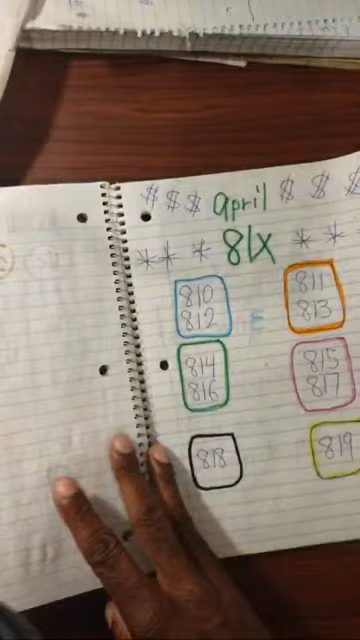 $ $ $ April $ $ $
* * * 81X * * *
810 811
812 E 813
814 815
816 817
818 819